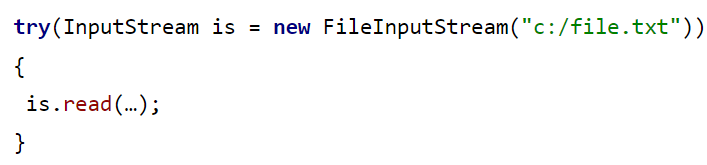 try(InputStream is = new FileInputStream("c:/file.txt"))
{
 is.read(…);
}